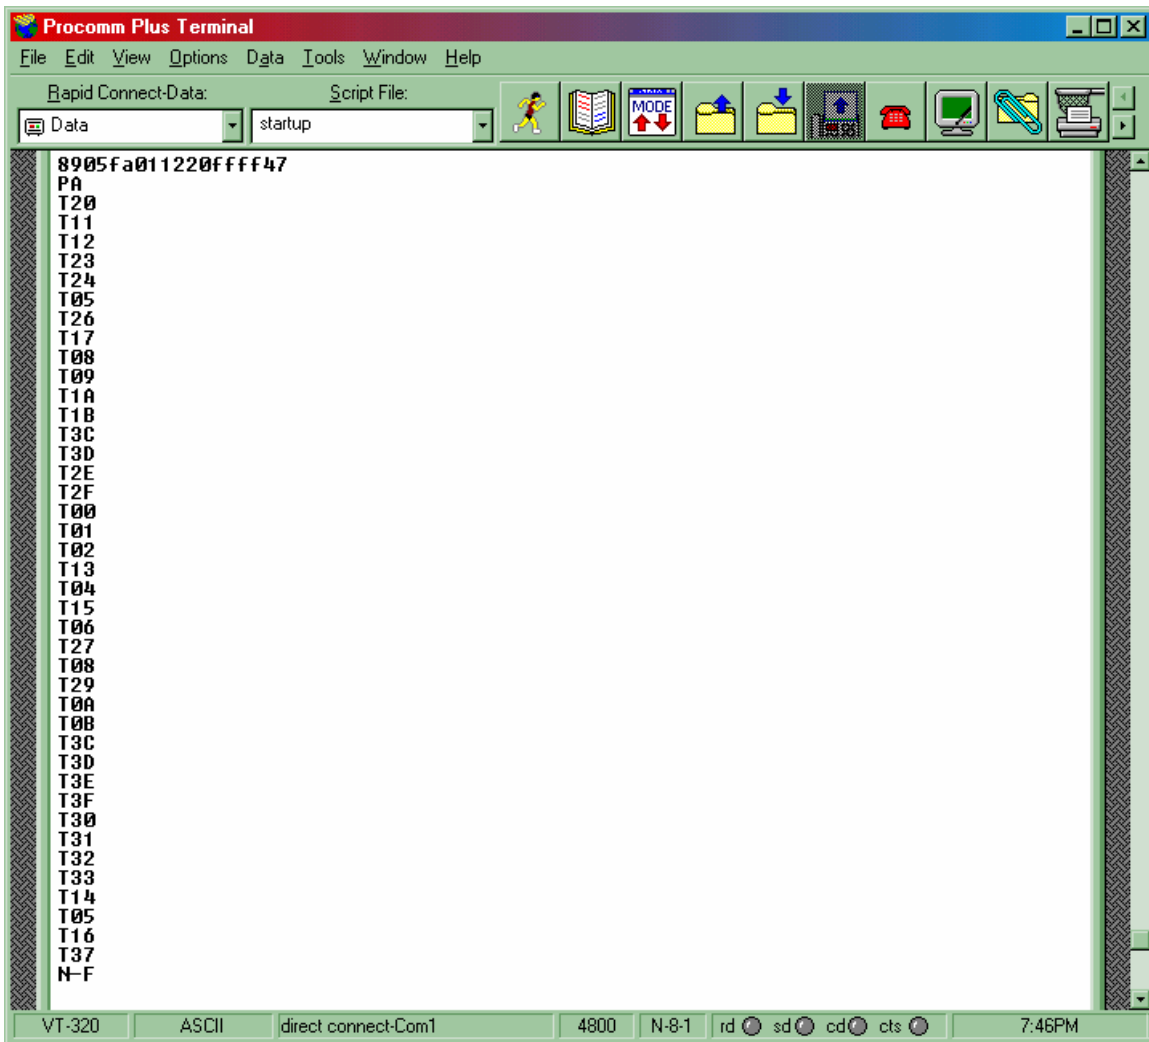 Procomm Plus Terminal
File Edit View Options Data Tools Window Help
Rapid Connect-Data: Script File:
Data startup
MODE
8905fa011220ffff47
PA
T20
T11
T12
T23
T24
T05
T26
T17
T08
T09
T1A
T1B
T3C
T3D
T2E
T2F
T00
T01
T02
T13
T04
T15
T06
T27
T08
T29
T0A
T0B
T3C
T3D
T3E
T3F
T30
T31
T32
T33
T14
T05
T16
T37
N-F
VT-320 ASCII direct connect-Com1 4800 N-8-1 rd sd cd cts 7:46PM